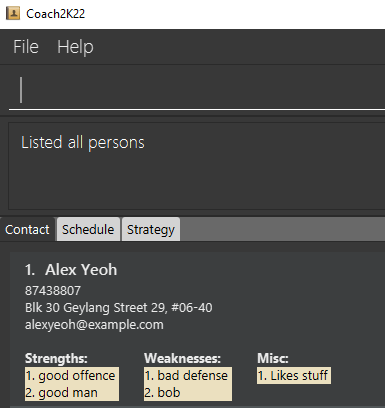 Coach2K22
File Help
Listed all persons
Contact Schedule Strategy
1. Alex Yeoh
87438807
Blk 30 Geylang Street 29, #06-40
alexyeoh@example.com
Strengths: Weaknesses: Misc:
1. good offence 1. bad defense 1. Likes stuff
2. good man 2. bob